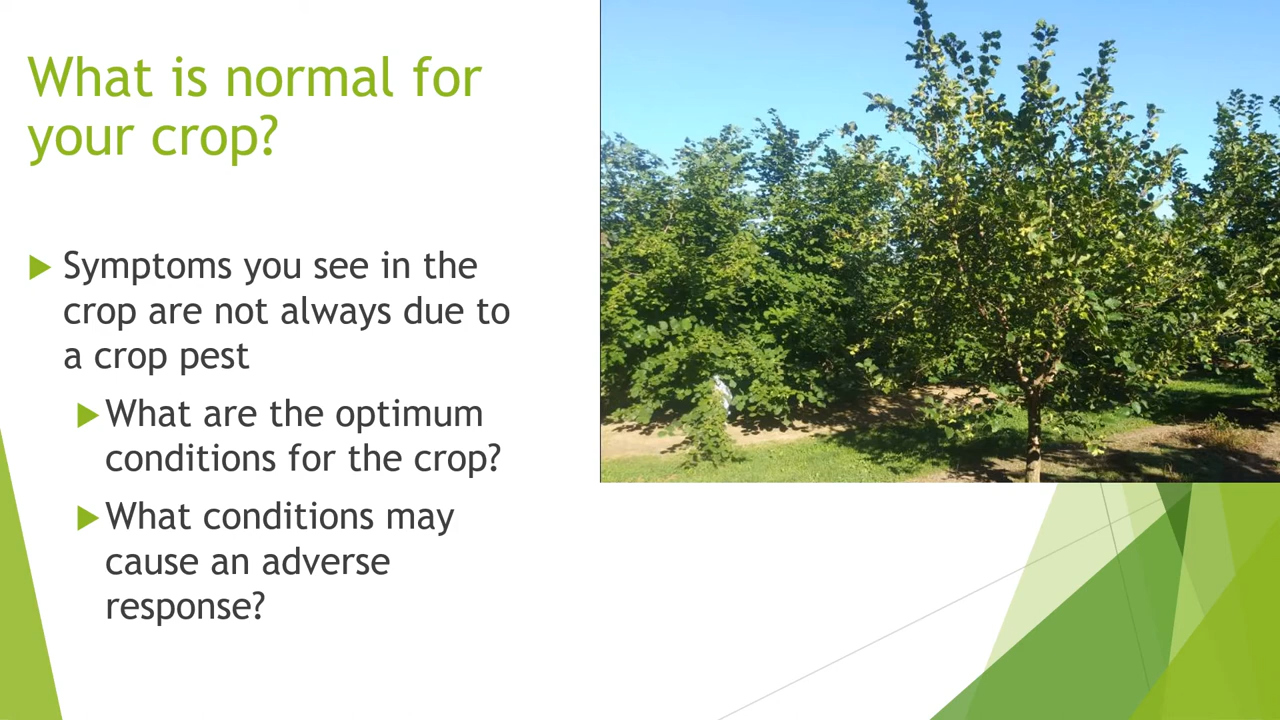 What is normal for
your crop?
Symptoms you see in the
crop are not always due to
a crop pest
What are the optimum
conditions for the crop?
What conditions may
cause an adverse
response?